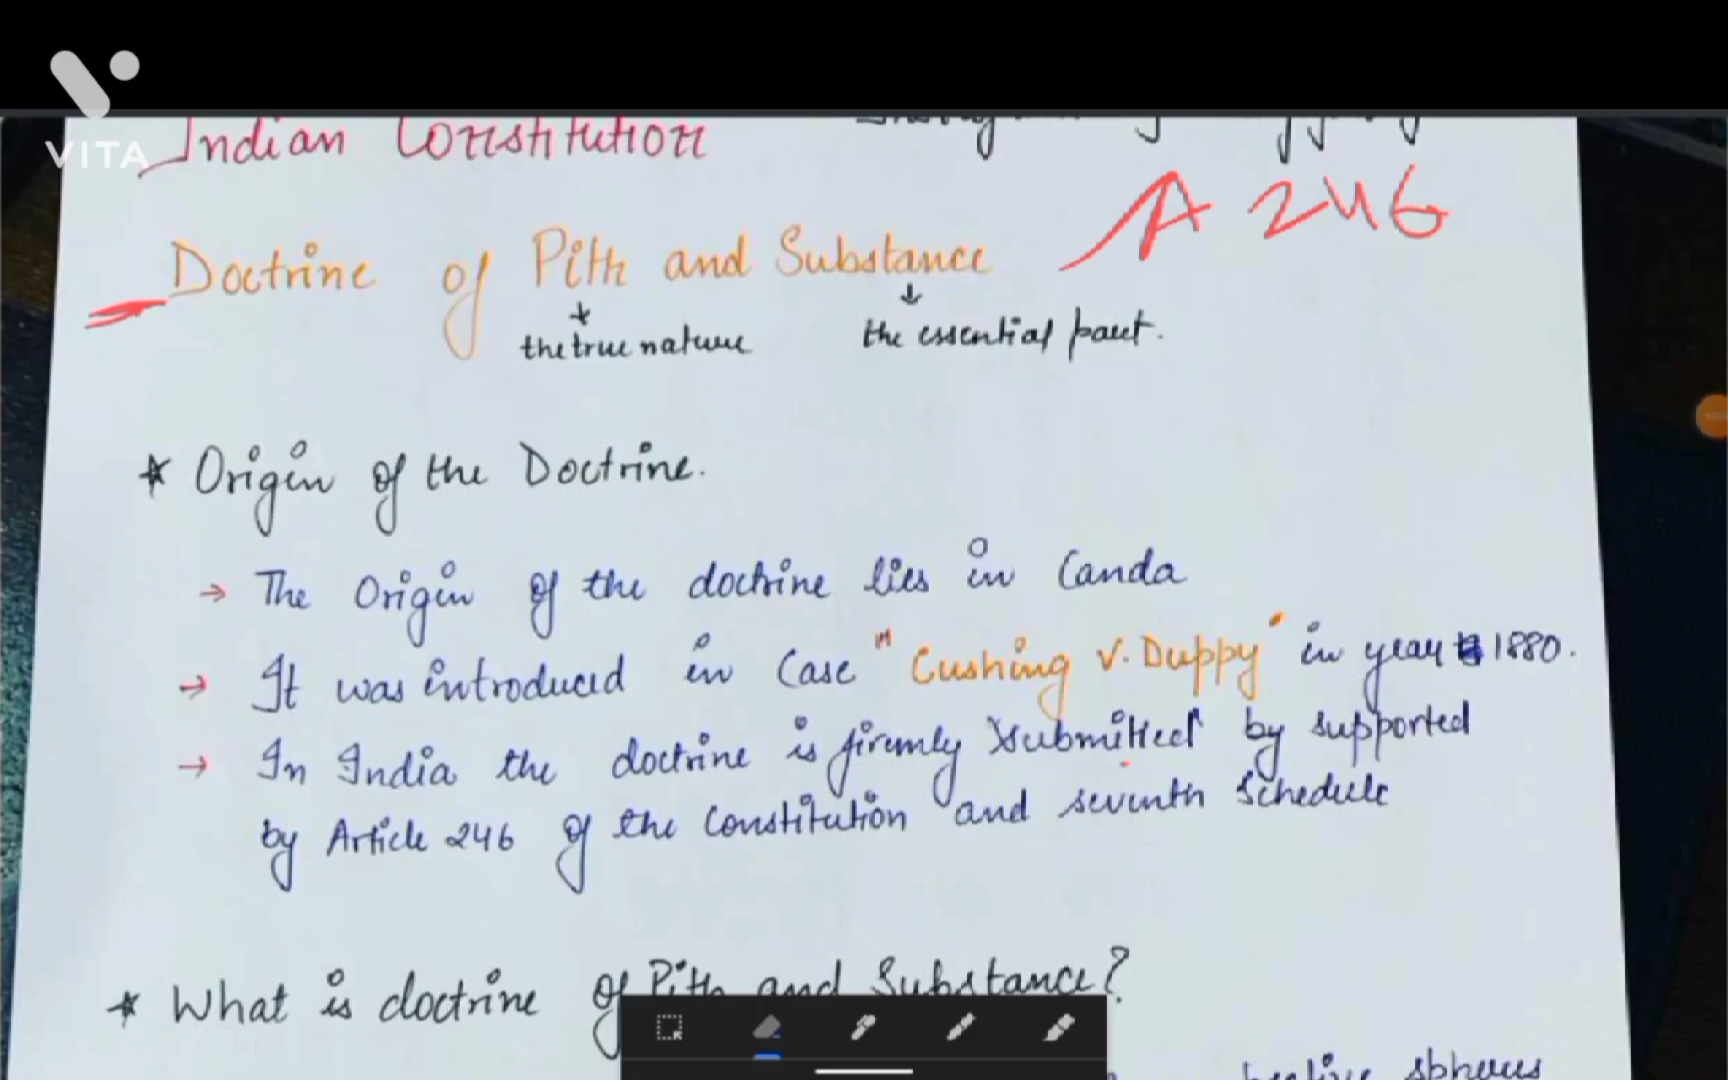 VITA
Indian Constitution
A 246
Doctrine of Pith and Substance
the true nature
the essential part.
* Origin of the Doctrine.
→ The Origin of the doctrine lies in Canda
→ It was introduced in Case "Cushing v. Duppy" in year 1880.
→ In India the doctrine is firmly submitted by supported
by Article 246 of the Constitution and seventh Schedule
* What is doctrine of Pith and Substance?
spheres